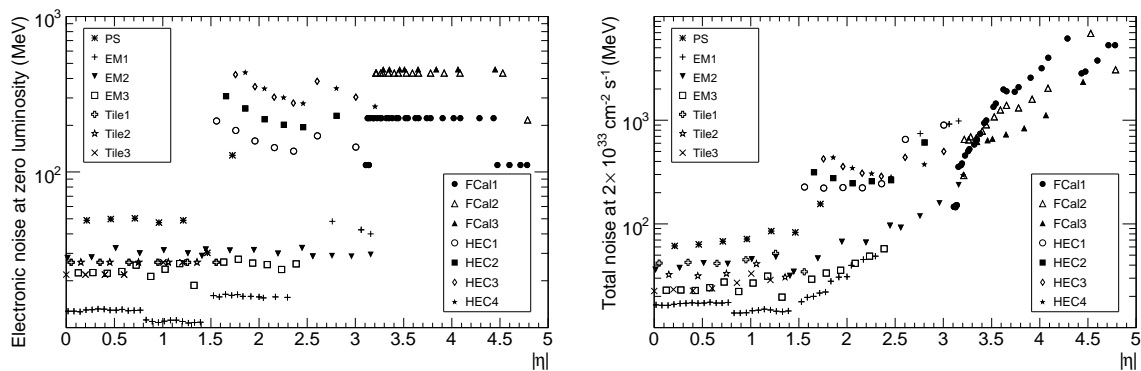 Electronic noise at zero luminosity (MeV)
10³
10²
PS
EM1
EM2
EM3
Tile1
Tile2
Tile3
FCal1
FCal2
FCal3
HEC1
HEC2
HEC3
HEC4
0 0.5 1 1.5 2 2.5 3 3.5 4 4.5 5
|η|
Total noise at 2× 10³³ cm⁻² s⁻¹ (MeV)
10⁴
10³
10²
PS
EM1
EM2
EM3
Tile1
Tile2
Tile3
FCal1
FCal2
FCal3
HEC1
HEC2
HEC3
HEC4
0 0.5 1 1.5 2 2.5 3 3.5 4 4.5 5
|η|